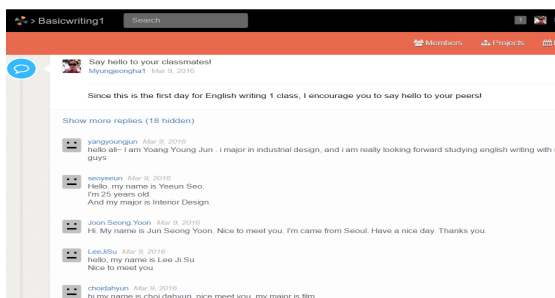 > Basicwriting1
Search
1
Members
Projects
Say hello to your classmates!
Myungjeongha1 Mar 9, 2016
Since this is the first day for English writing 1 class, I encourage you to say hello to your peers!
Show more replies (18 hidden)
yangyoungjun Mar 9, 2016
hello all~ I am Yoang Young Jun . i major in industrial design, and i am really looking forward studying english writing with
guys
seoyeeun Mar 9, 2016
Hello. my name is Yeeun Seo.
I'm 25 years old.
And my major is Interior Design.
Joon.Seong.Yoon Mar 9, 2016
Hi. My name is Jun Seong Yoon. Nice to meet you. I'm came from Seoul. Have a nice day. Thanks you.
LeeJiSu Mar 9, 2016
hello, my name is Lee Ji Su
Nice to meet you
choidahyun Mar 9, 2016
hi my name is choi dahyun. nice meet you. my major is film.